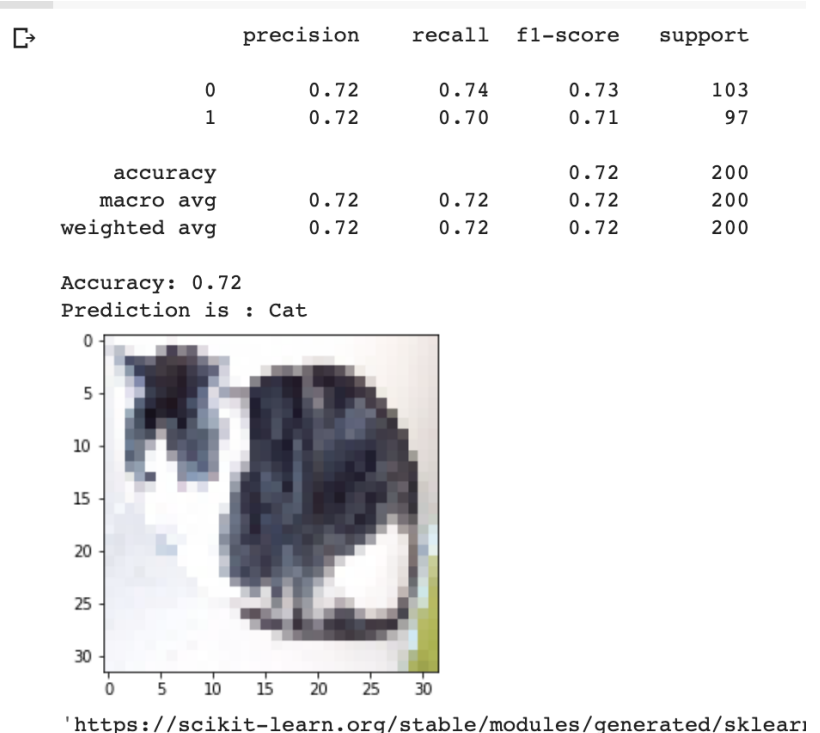 precision recall f1-score support
0 0.72 0.74 0.73 103
1 0.72 0.70 0.71 97
accuracy 0.72 200
macro avg 0.72 0.72 0.72 200
weighted avg 0.72 0.72 0.72 200
Accuracy: 0.72
Prediction is : Cat
0
5
10
15
20
25
30
0 5 10 15 20 25 30
'https://scikit-learn.org/stable/modules/generated/sklearn